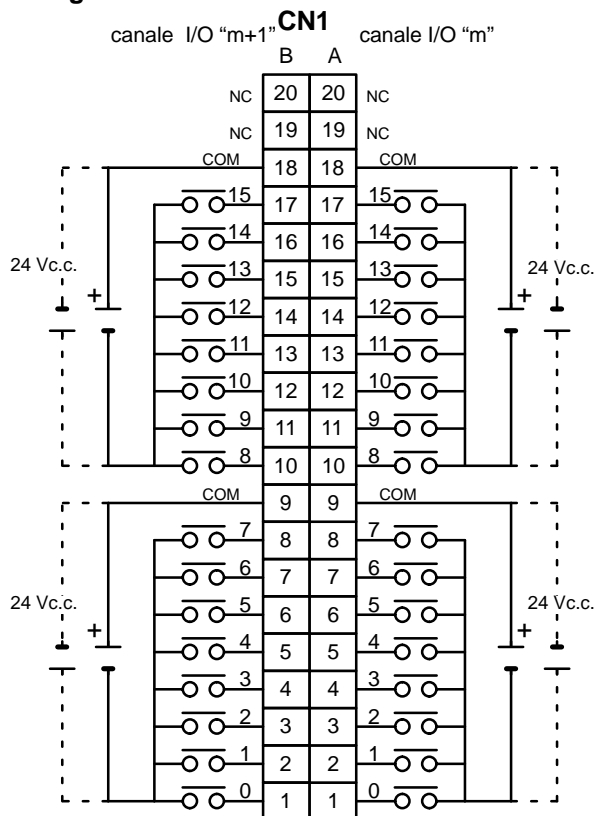 CN1
canale I/O “m+1” canale I/O “m”
B A
NC 20 20 NC
NC 19 19 NC
COM 18 18 COM
15 17 17 15
14 16 16 14
24 Vc.c. 13 15 15 13 24 Vc.c.
+ 12 14 14 12 +
11 13 13 11
10 12 12 10
9 11 11 9
8 10 10 8
COM 9 9 COM
7 8 8 7
6 7 7 6
24 Vc.c. 5 6 6 5 24 Vc.c.
+ 4 5 5 4 +
3 4 4 3
2 3 3 2
1 2 2 1
0 1 1 0